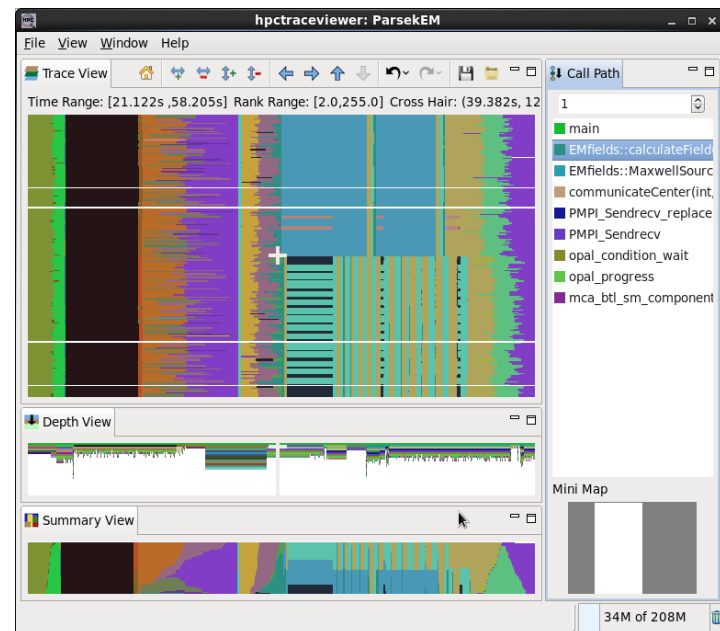 hpctraceviewer: ParsekEM
File View Window Help
Trace View
Call Path
Time Range: [21.122s ,58.205s] Rank Range: [2.0,255.0] Cross Hair: (39.382s, 12
1
main
EMfields::calculateField
EMfields::MaxwellSourc
communicateCenter(int,
PMPI_Sendrecv_replace
PMPI_Sendrecv
opal_condition_wait
opal_progress
mca_btl_sm_component
Depth View
Mini Map
Summary View
34M of 208M